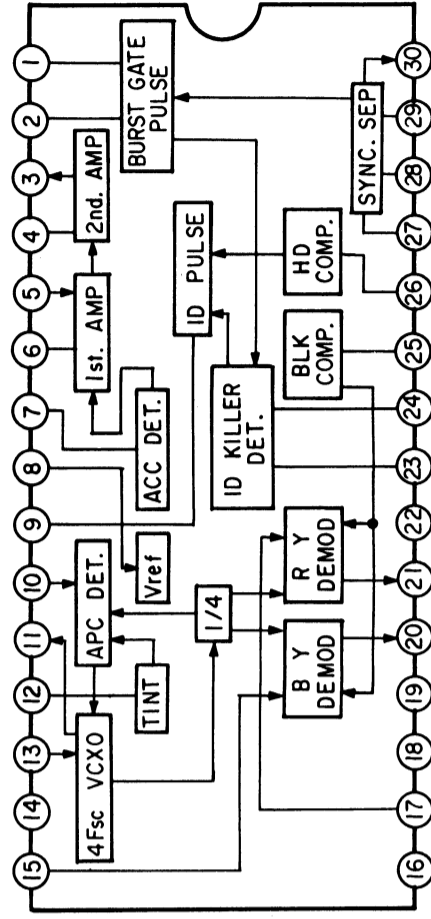 1
2
3
4
5
6
7
8
9
10
11
12
13
14
15
BURST GATE
PULSE
2nd. AMP
1st. AMP
ACC DET.
ID PULSE
Vref
APC DET.
TINT
4Fsc VCXO
1/4
SYNC. SEP
HD
COMP.
BLK
COMP.
ID KILLER
DET.
R Y
DEMOD
B Y
DEMOD
30
29
28
27
26
25
24
23
22
21
20
19
18
17
16